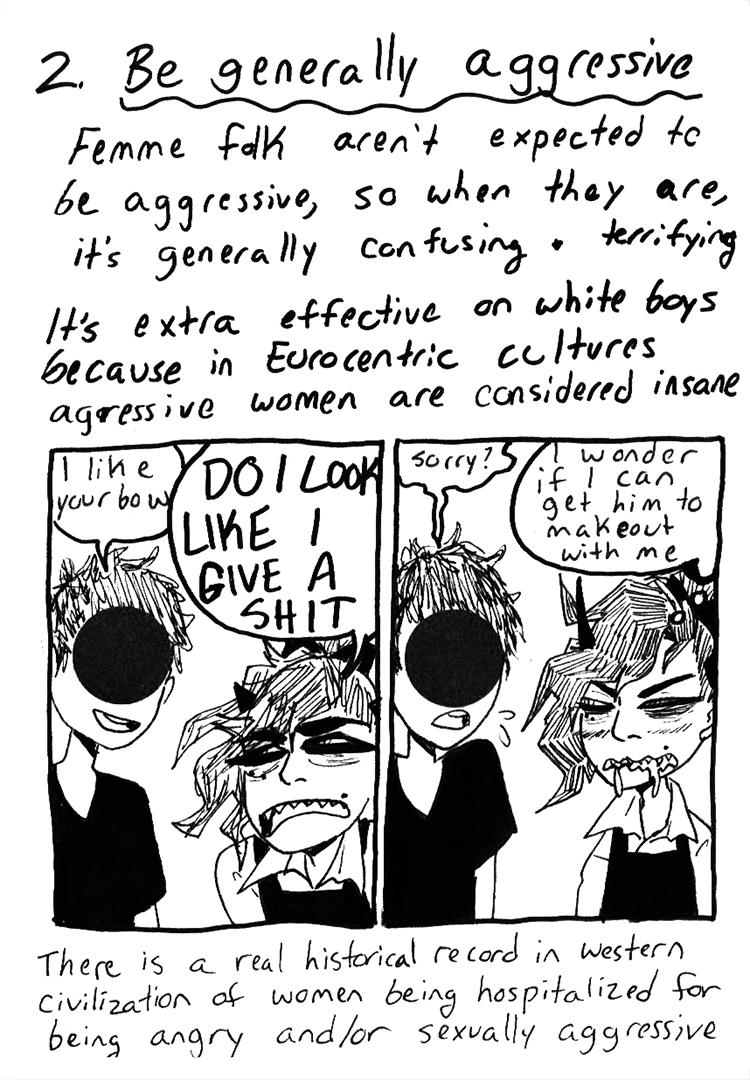 2. Be generally aggressive
Femme folk aren't expected to
be aggressive, so when they are,
it's generally confusing + terrifying
It's extra effective on white boys
because in Eurocentric cultures
agressive women are considered insane
I like
your bow
DO I LOOK
LIKE I
GIVE A
SHIT
sorry?
I wonder
if I can
get him to
makeout
with me
There is a real historical record in western
civilization of women being hospitalized for
being angry and/or sexually aggressive